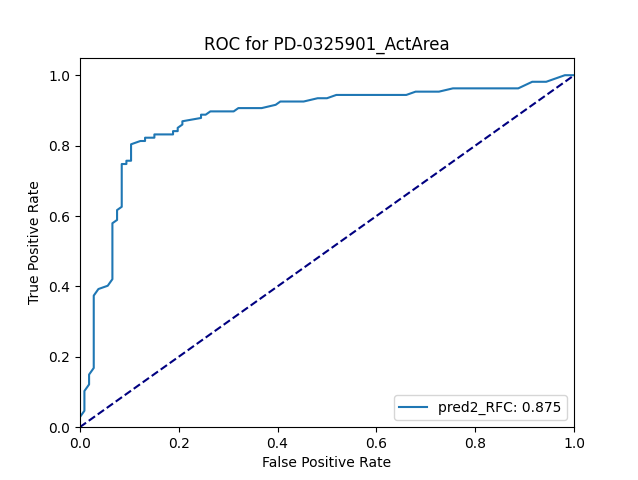 ROC for PD-0325901_ActArea
1.0
0.8
0.6
0.4
0.2
0.0
True Positive Rate
pred2_RFC: 0.875
0.0 0.2 0.4 0.6 0.8 1.0
False Positive Rate